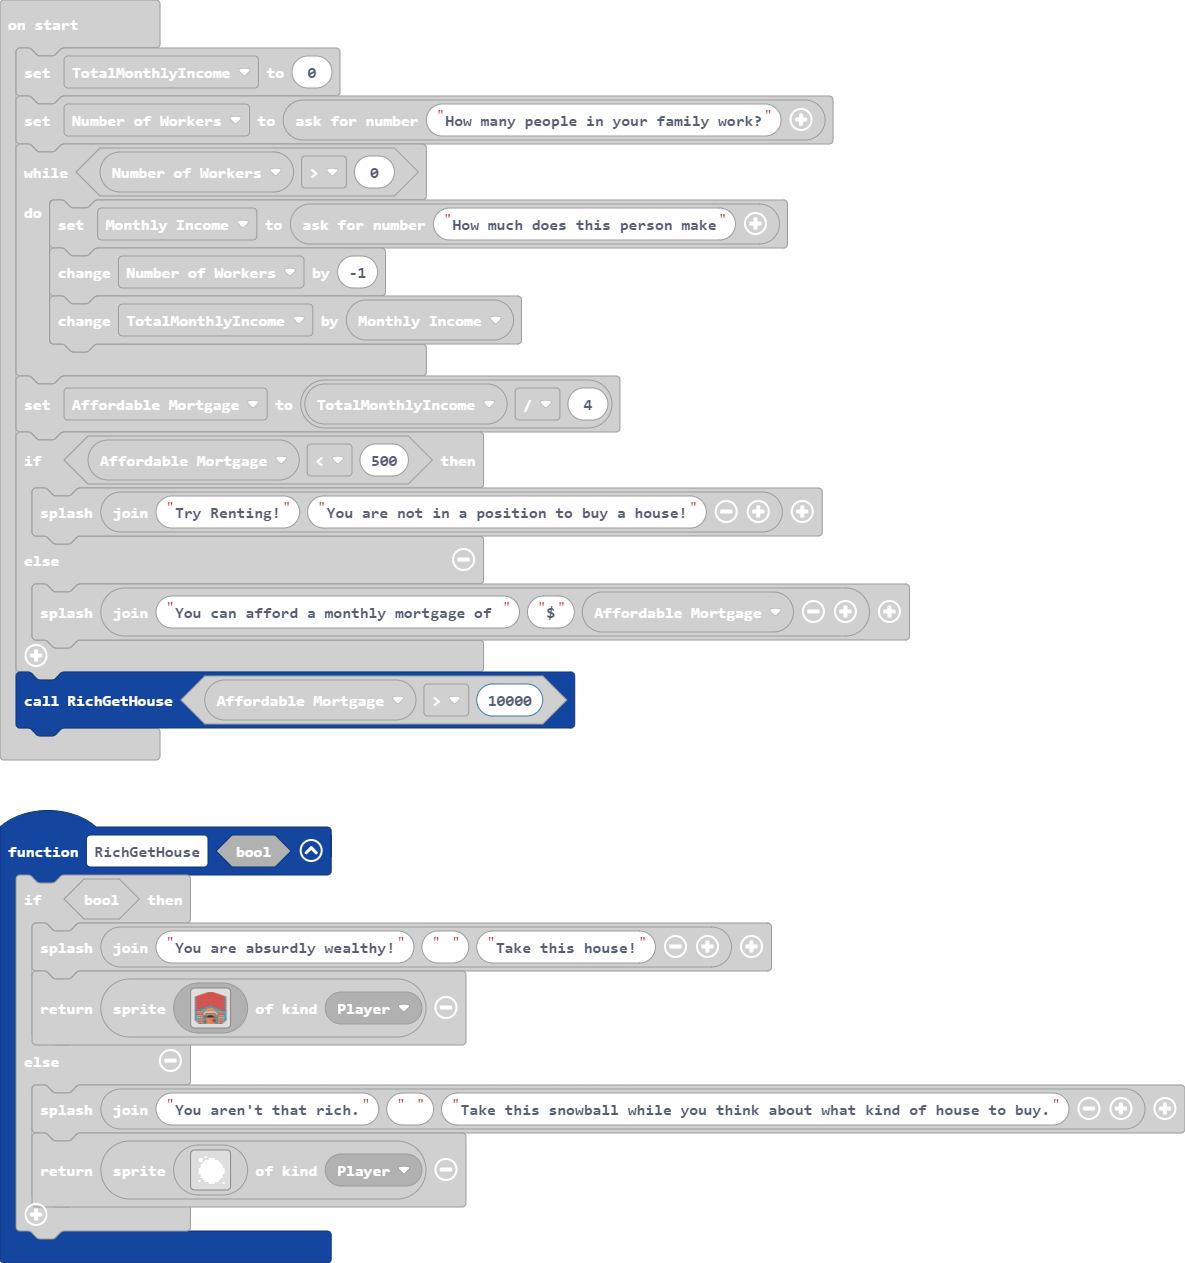 on start
set TotalMonthlyIncome to 0
set Number of Workers to ask for number "How many people in your family work?"
while Number of Workers > 0
do set Monthly Income to ask for number "How much does this person make"
change Number of Workers by -1
change TotalMonthlyIncome by Monthly Income
set Affordable Mortgage to TotalMonthlyIncome / 4
if Affordable Mortgage < 500 then
splash join "Try Renting!" "You are not in a position to buy a house!"
else
splash join "You can afford a monthly mortgage of " "$" Affordable Mortgage
call RichGetHouse Affordable Mortgage > 10000
function RichGetHouse bool
if bool then
splash join "You are absurdly wealthy!" " " "Take this house!"
return sprite of kind Player
else
splash join "You aren't that rich." " " "Take this snowball while you think about what kind of house to buy."
return sprite of kind Player